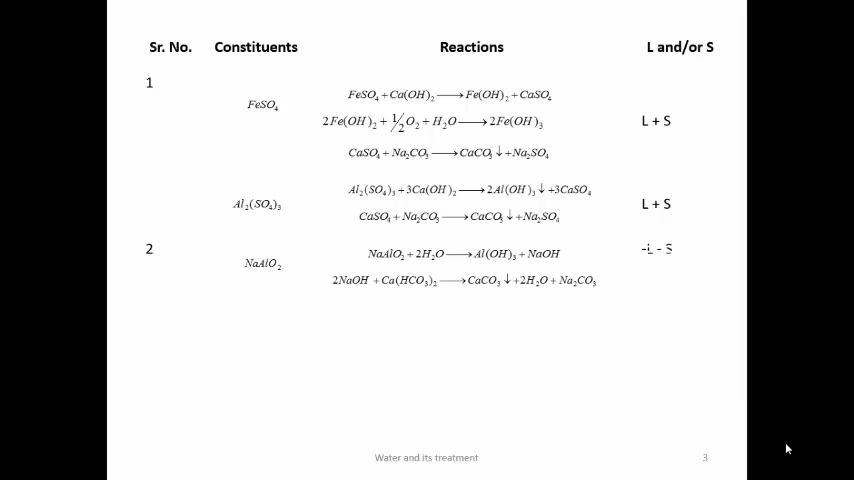 Sr. No. Constituents Reactions L and/or S
1
FeSO₄ FeSO₄ + Ca(OH)₂ ⟶ Fe(OH)₂ + CaSO₄
2Fe(OH)₂ + 1/2 O₂ + H₂O ⟶ 2Fe(OH)₃ L + S
CaSO₄ + Na₂CO₃ ⟶ CaCO₃ ↓ + Na₂SO₄
Al₂(SO₄)₃ Al₂(SO₄)₃ + 3Ca(OH)₂ ⟶ 2Al(OH)₃ ↓ + 3CaSO₄ L + S
CaSO₄ + Na₂CO₃ ⟶ CaCO₃ ↓ + Na₂SO₄
2 NaAlO₂ + 2H₂O ⟶ Al(OH)₃ + NaOH -L - S
NaAlO₂
2NaOH + Ca(HCO₃)₂ ⟶ CaCO₃ ↓ + 2H₂O + Na₂CO₃
Water and its treatment 3